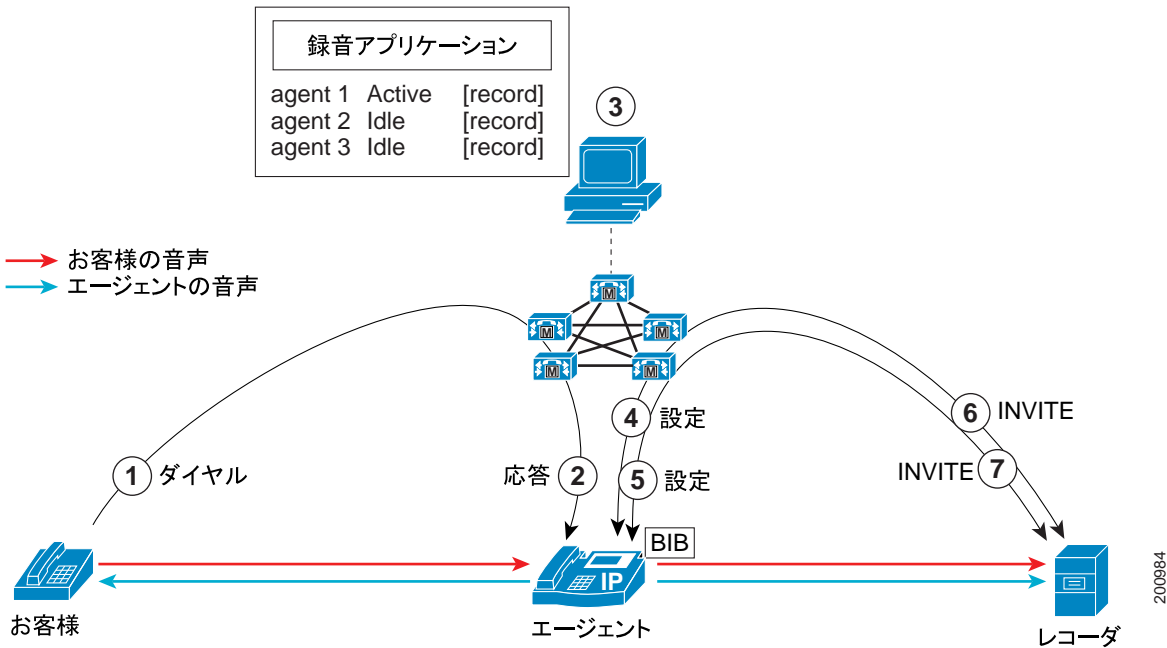 録音アプリケーション
agent 1 Active [record]
agent 2 Idle [record]
agent 3 Idle [record]
3
お客様の音声
エージェントの音声
M
M
M
M
M
4 設定
6 INVITE
1 ダイヤル
応答 2
5 設定
INVITE 7
BIB
IP
お客様
エージェント
レコーダ
200984